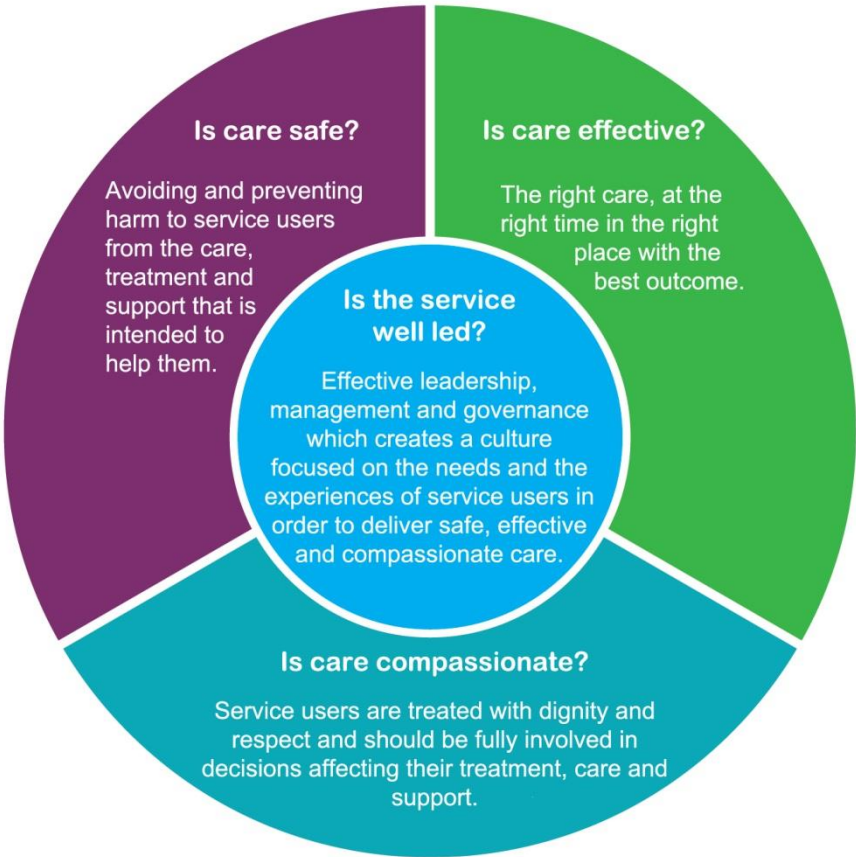 Is care safe?
Avoiding and preventing
harm to service users
from the care,
treatment and
support that is
intended to
help them.
Is care effective?
The right care, at the
right time in the right
place with the
best outcome.
Is the service
well led?
Effective leadership,
management and governance
which creates a culture
focused on the needs and the
experiences of service users in
order to deliver safe, effective
and compassionate care.
Is care compassionate?
Service users are treated with dignity and
respect and should be fully involved in
decisions affecting their treatment, care and
support.